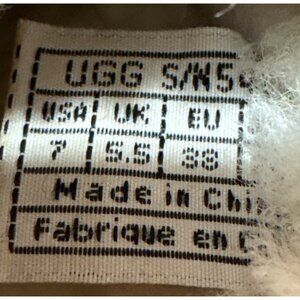 UGG S/N5
USA UK EU
7 5.5 38
Made in Chi
Fabrique en C